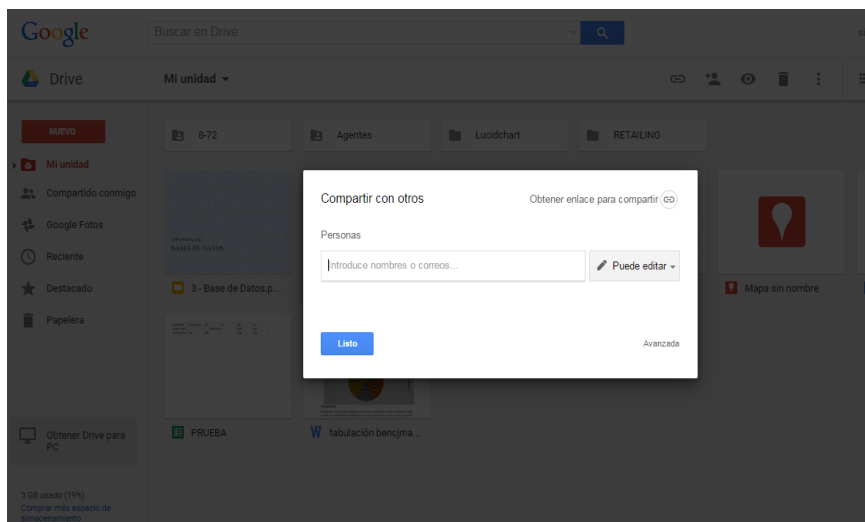 Google
Buscar en Drive
Drive
Mi unidad
NUEVO
8-72
Agentes
Lucidchart
RETAILING
Mi unidad
Compartido conmigo
Google Fotos
Reciente
Destacado
Papelera
Compartir con otros
Obtener enlace para compartir
Personas
Introduce nombres o correos...
Puede editar
Listo
Avanzada
BASES DE DATOS
3 - Base de Datos.p...
Mapa sin nombre
PRUEBA
W tabulación bencjma...
Obtener Drive para
PC
3 GB usado (19%)
Comprar más espacio de
almacenamiento